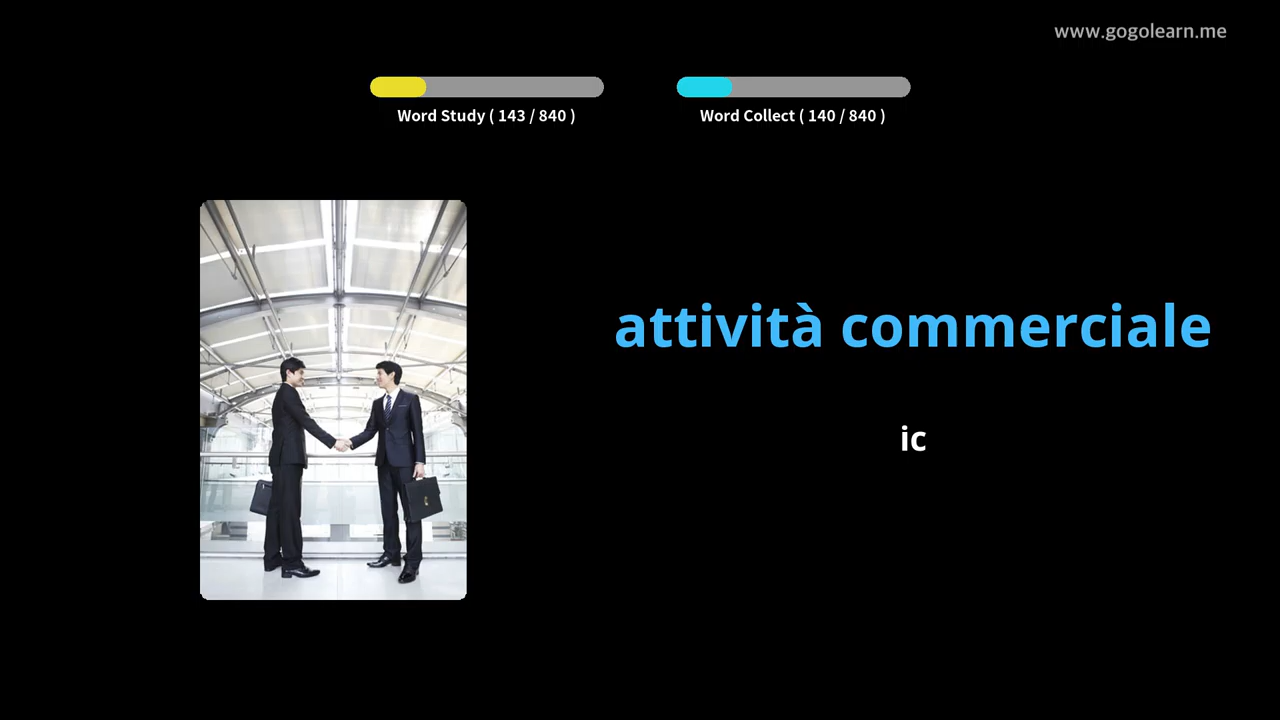 www.gogolearn.me
Word Study ( 143 / 840 )
Word Collect ( 140 / 840 )
attività commerciale
ic